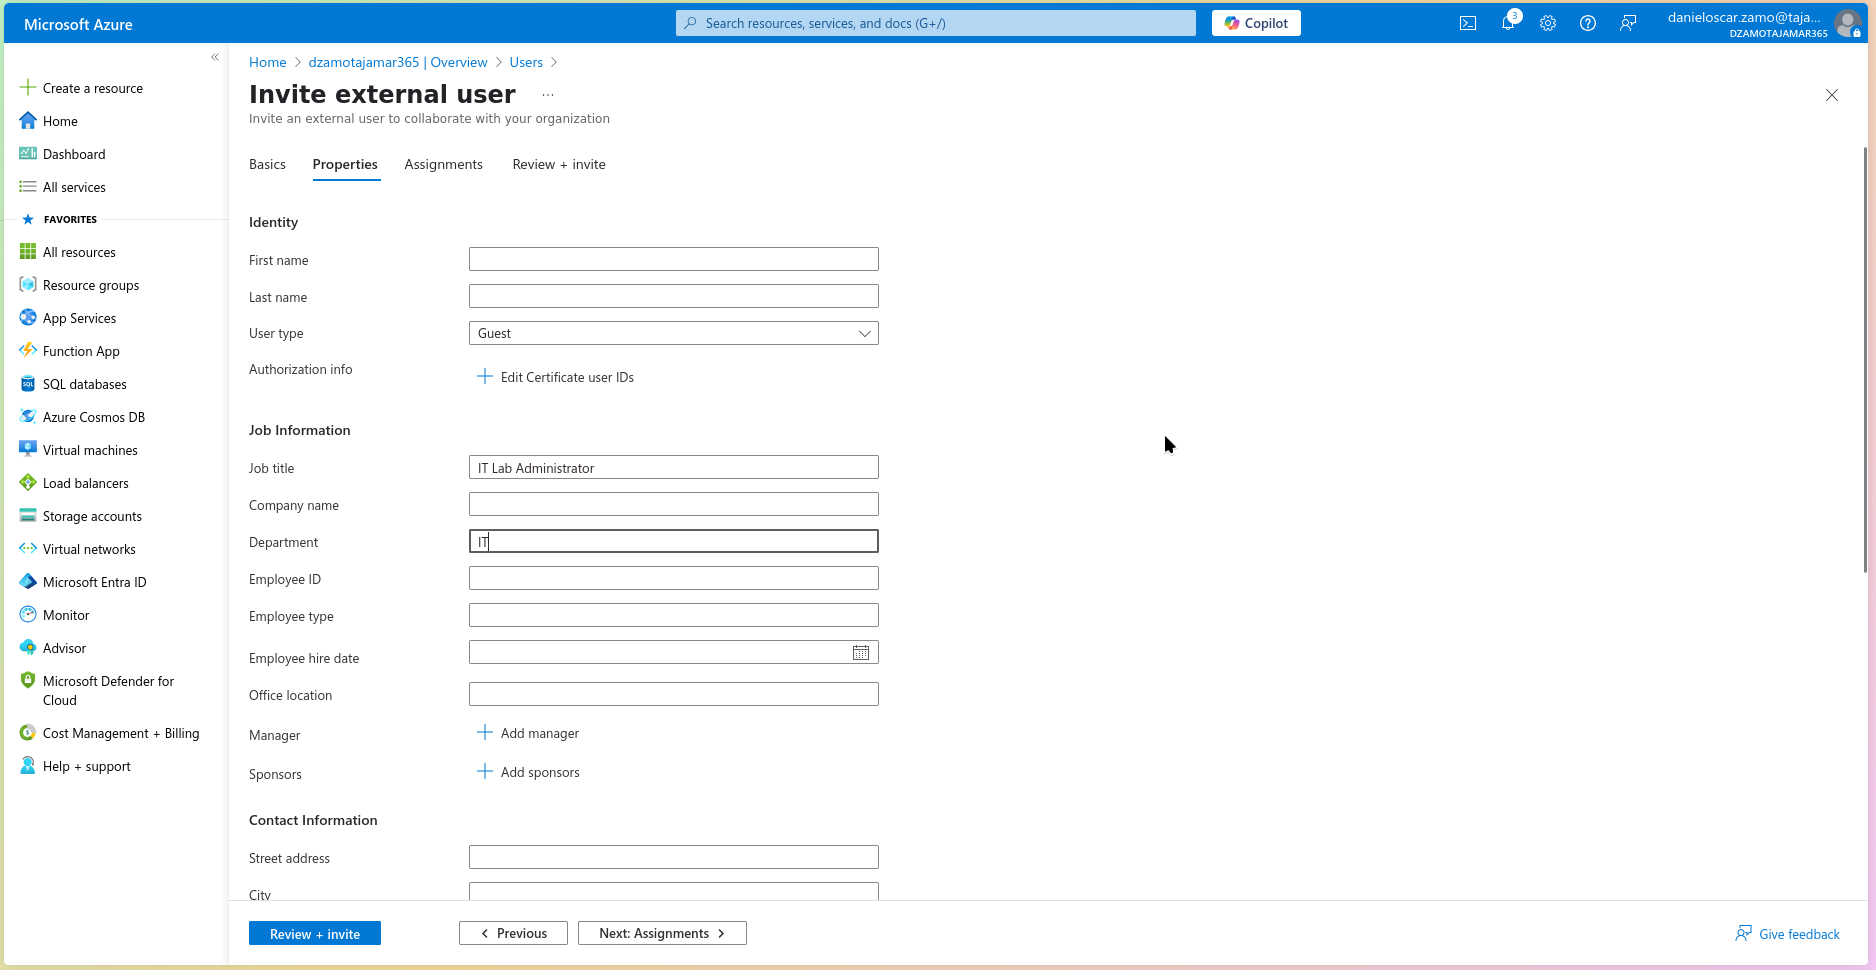 Microsoft Azure
Search resources, services, and docs (G+/)
Copilot
3
danieloscar.zamo@taja...
DZAMOTAJAMAR365
«
Create a resource
Home
Dashboard
All services
FAVORITES
All resources
Resource groups
App Services
Function App
SQL databases
Azure Cosmos DB
Virtual machines
Load balancers
Storage accounts
Virtual networks
Microsoft Entra ID
Monitor
Advisor
Microsoft Defender for
Cloud
Cost Management + Billing
Help + support
Home > dzamotajamar365 | Overview > Users >
Invite external user ...
Invite an external user to collaborate with your organization
Basics Properties Assignments Review + invite
Identity
First name
Last name
User type Guest
Authorization info
Edit Certificate user IDs
Job Information
Job title IT Lab Administrator
Company name
Department IT
Employee ID
Employee type
Employee hire date
Office location
Manager Add manager
Sponsors Add sponsors
Contact Information
Street address
City
Review + invite < Previous Next: Assignments > Give feedback